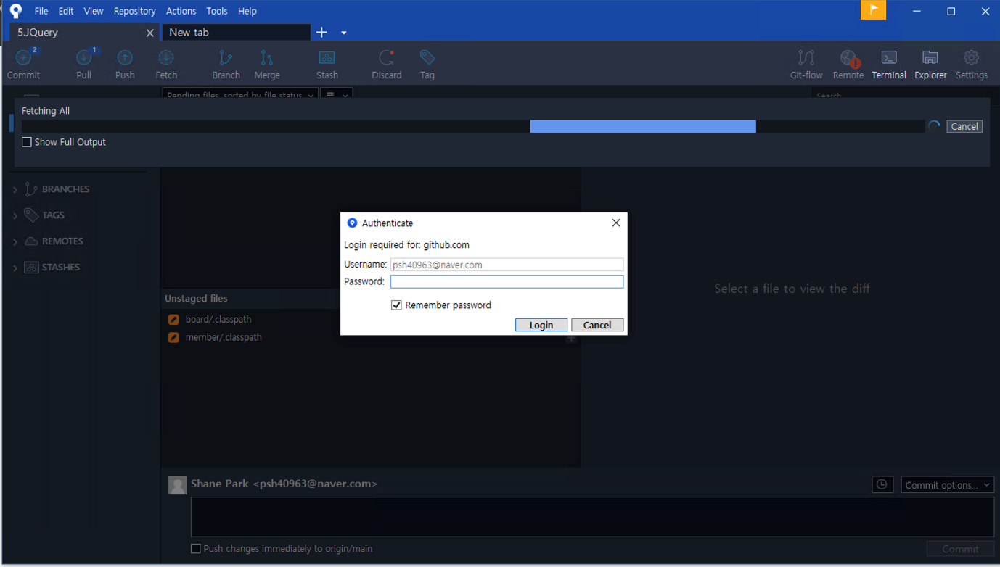 File Edit View Repository Actions Tools Help
5.JQuery New tab
2 1
Commit Pull Push Fetch Branch Merge Stash Discard Tag Git-flow Remote Terminal Explorer Settings
Pending files, sorted by file status Search
Fetching All
Cancel
Show Full Output
BRANCHES
TAGS
REMOTES
STASHES
Authenticate
Login required for: github.com
Username: psh40963@naver.com
Password:
Remember password
Login Cancel
Select a file to view the diff
Unstaged files
board/.classpath
member/.classpath
Shane Park <psh40963@naver.com>
Commit options...
Push changes immediately to origin/main
Commit